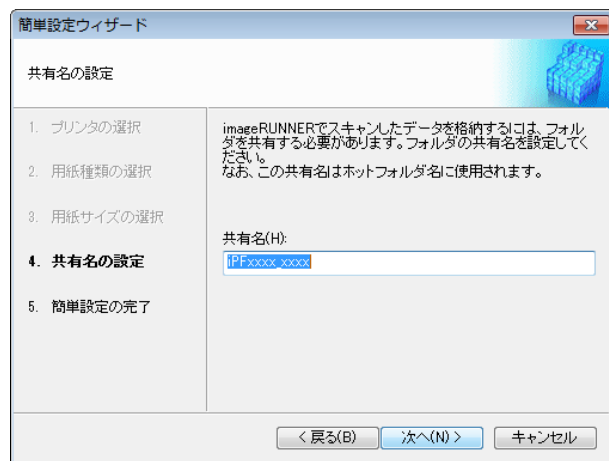 簡単設定ウィザード
共有名の設定
1. プリンタの選択
2. 用紙種類の選択
3. 用紙サイズの選択
4. 共有名の設定
5. 簡単設定の完了
imageRUNNERでスキャンしたデータを格納するには、フォル
ダを共有する必要があります。フォルダの共有名を設定してく
ださい。
なお、この共有名はホットフォルダ名に使用されます。
共有名(H):
iPFxxxx_xxxx
< 戻る(B)
次へ(N) >
キャンセル